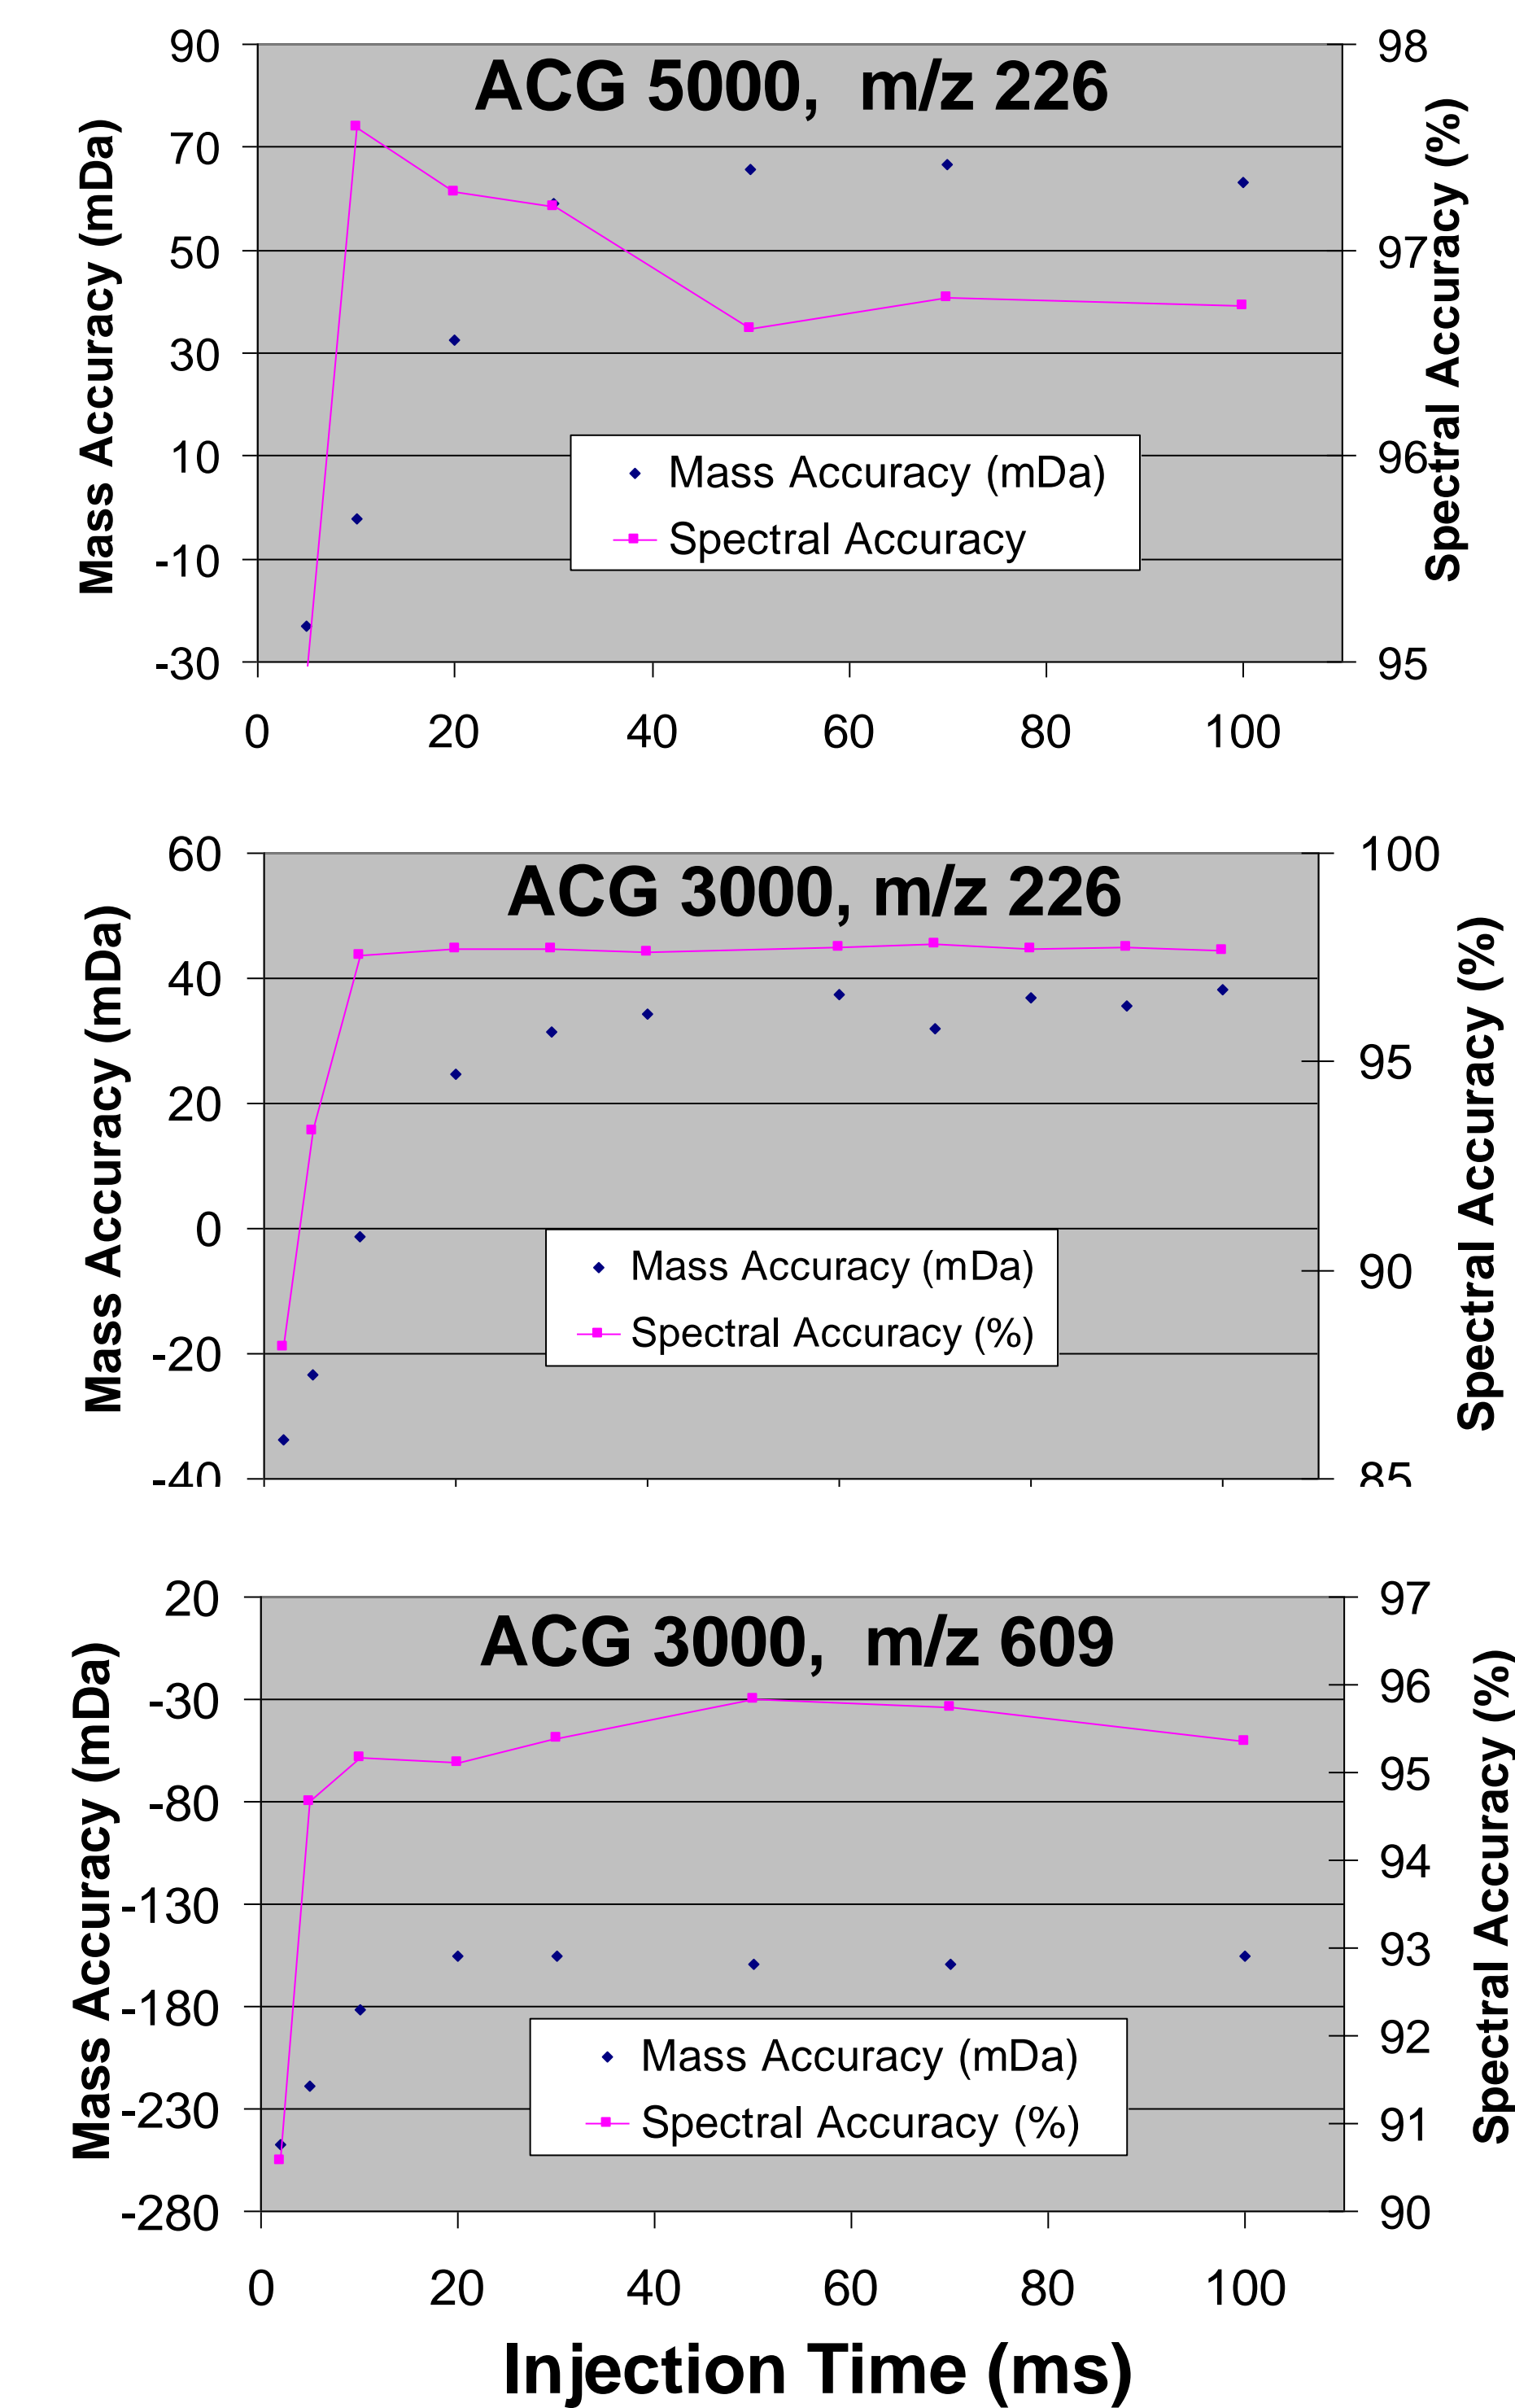 ACG 5000, m/z 226
Mass Accuracy (mDa)
90
70
50
30
10
-10
-30
98
97
96
95
Spectral Accuracy (%)
Mass Accuracy (mDa)
Spectral Accuracy
0 20 40 60 80 100
ACG 3000, m/z 226
Mass Accuracy (mDa)
60
40
20
0
-20
-40
100
95
90
85
Spectral Accuracy (%)
Mass Accuracy (mDa)
Spectral Accuracy (%)
ACG 3000, m/z 609
Mass Accuracy (mDa)
20
-30
-80
-130
-180
-230
-280
97
96
95
94
93
92
91
90
Spectral Accuracy (%)
Mass Accuracy (mDa)
Spectral Accuracy (%)
0 20 40 60 80 100
Injection Time (ms)